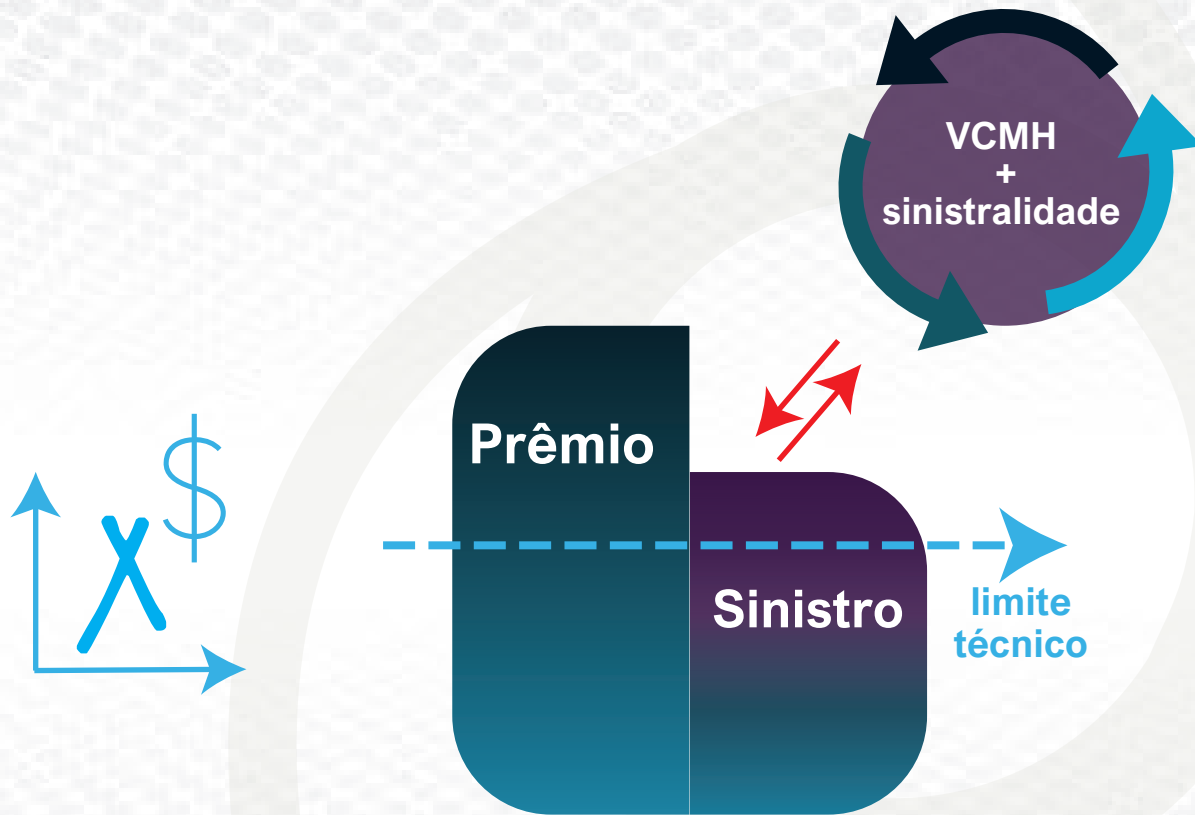 VCMH
+
sinistralidade
Prêmio
$
Sinistro
limite
técnico